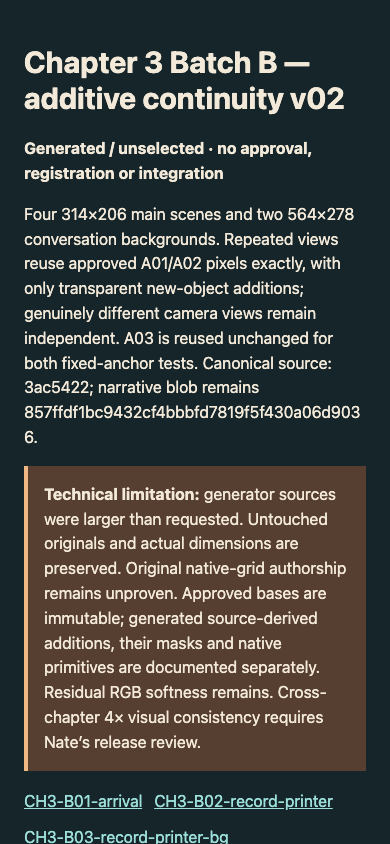 Chapter 3 Batch B —
additive continuity v02
Generated / unselected · no approval,
registration or integration
Four 314×206 main scenes and two 564×278
conversation backgrounds. Repeated views
reuse approved A01/A02 pixels exactly, with
only transparent new-object additions;
genuinely different camera views remain
independent. A03 is reused unchanged for
both fixed-anchor tests. Canonical source:
3ac5422; narrative blob remains
857ffdf1bc9432cf4bbbfd7819f5f430a06d903
6.
Technical limitation: generator sources
were larger than requested. Untouched
originals and actual dimensions are
preserved. Original native-grid authorship
remains unproven. Approved bases are
immutable; generated source-derived
additions, their masks and native
primitives are documented separately.
Residual RGB softness remains. Cross-
chapter 4× visual consistency requires
Nate’s release review.
CH3-B01-arrival CH3-B02-record-printer
CH3-B03-record-printer-bg